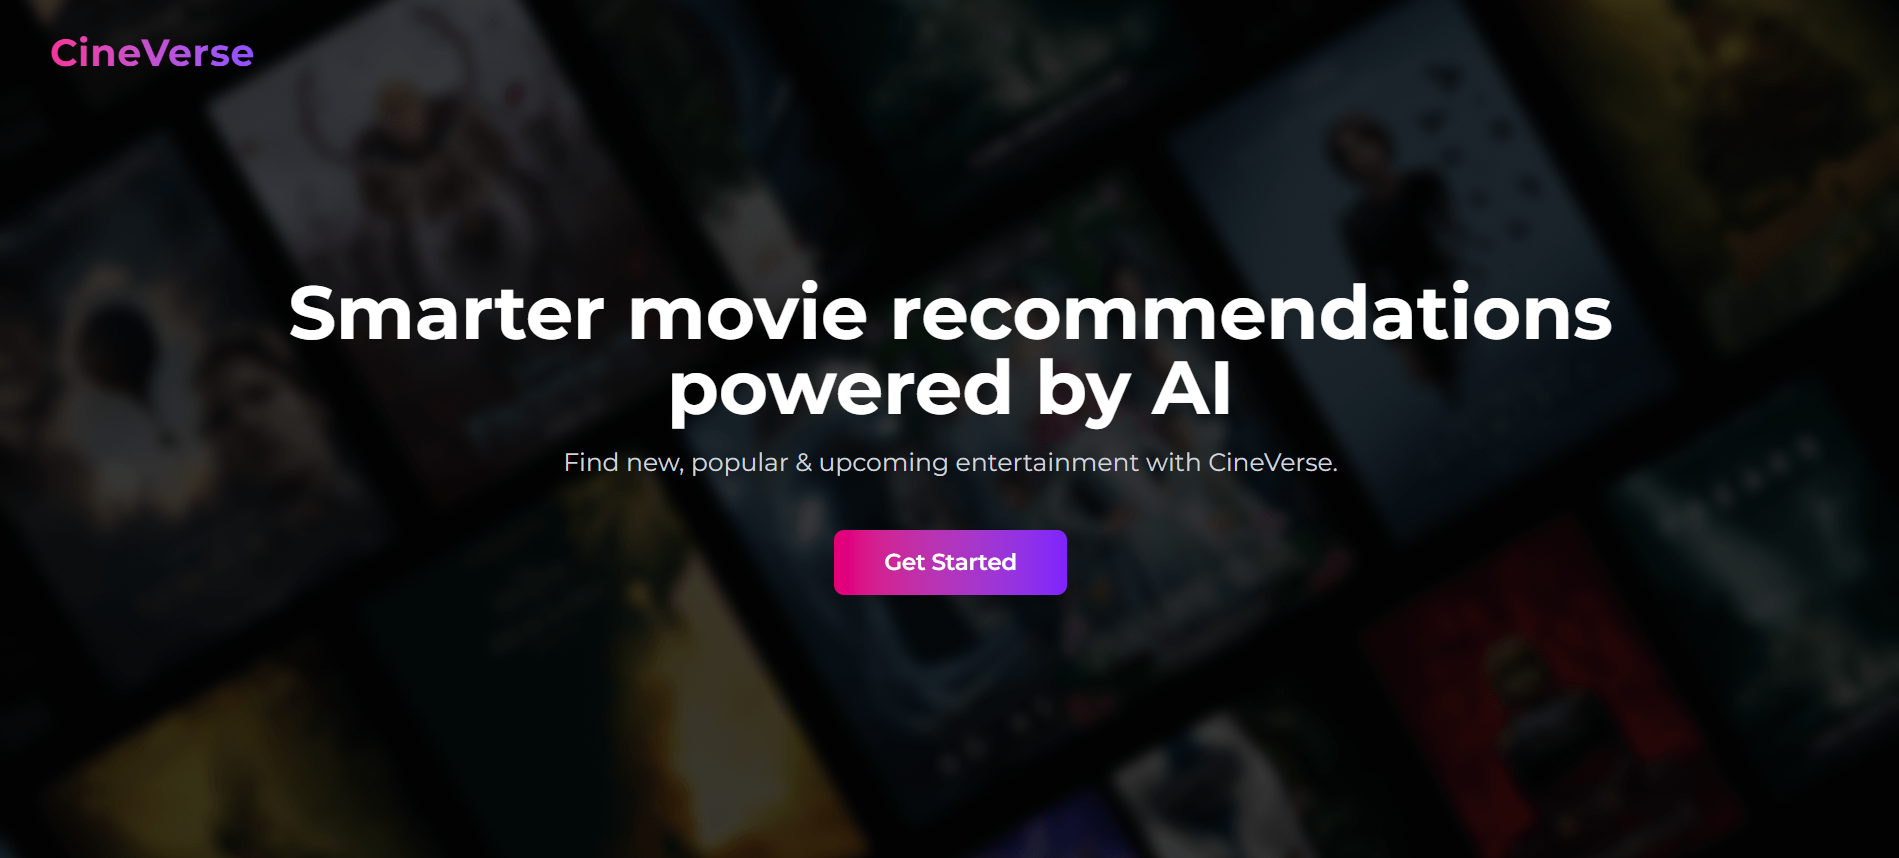 CineVerse
Smarter movie recommendations
powered by AI
Find new, popular & upcoming entertainment with CineVerse.
Get Started